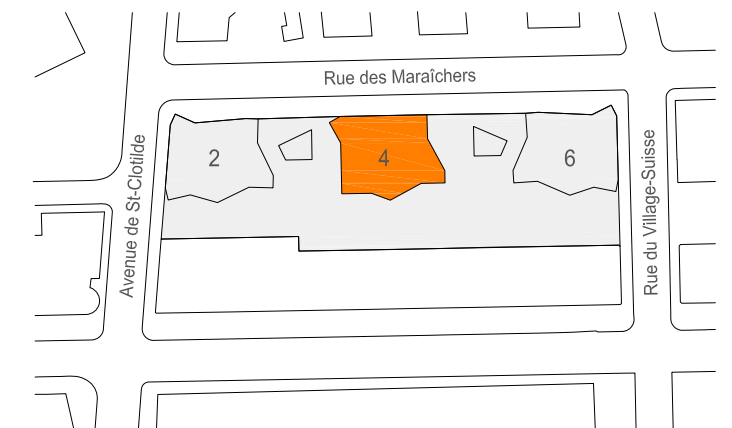 Rue des Maraîchers
Avenue de St-Clotilde
2
4
6
Rue du Village-Suisse